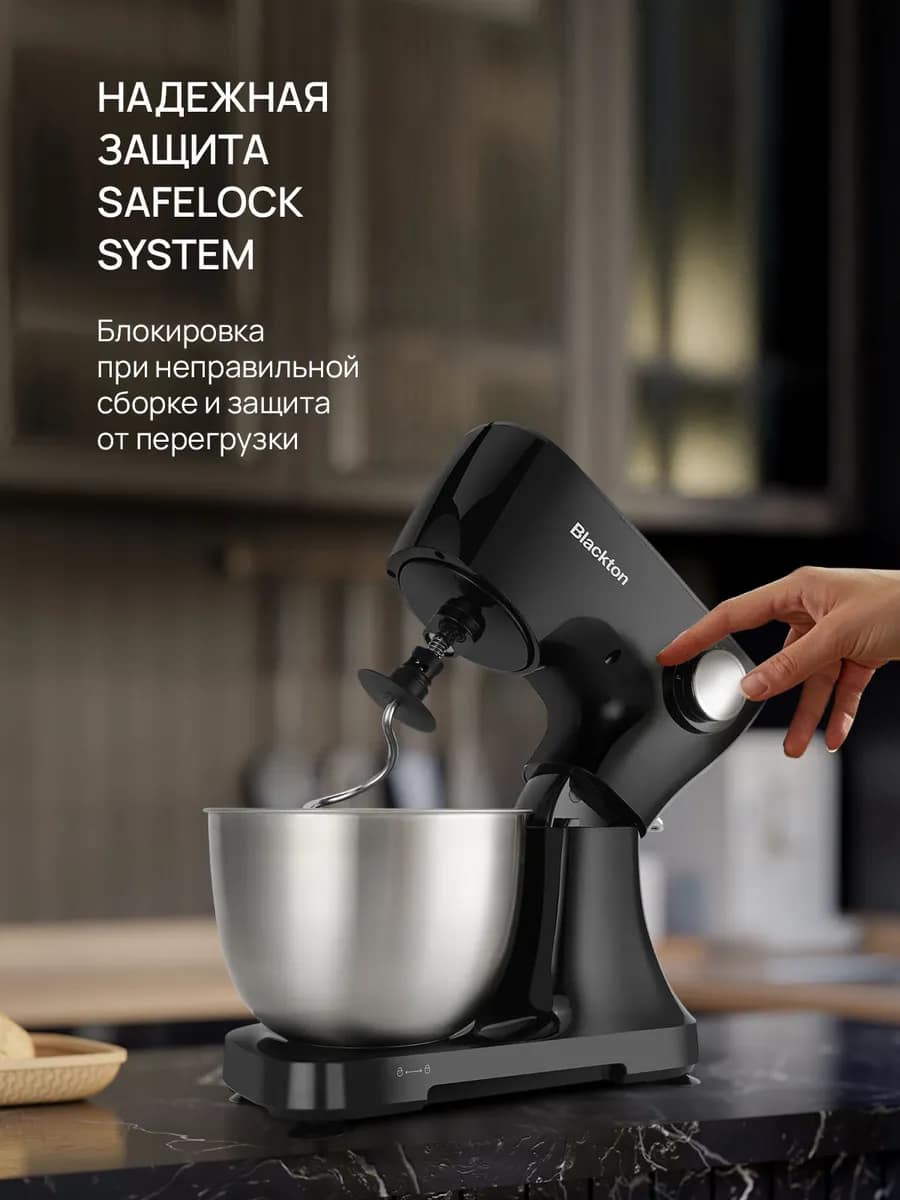 НАДЕЖНАЯ
ЗАЩИТА
SAFELOCK
SYSTEM
Блокировка
при неправильной
сборке и защита
от перегрузки
Blackton